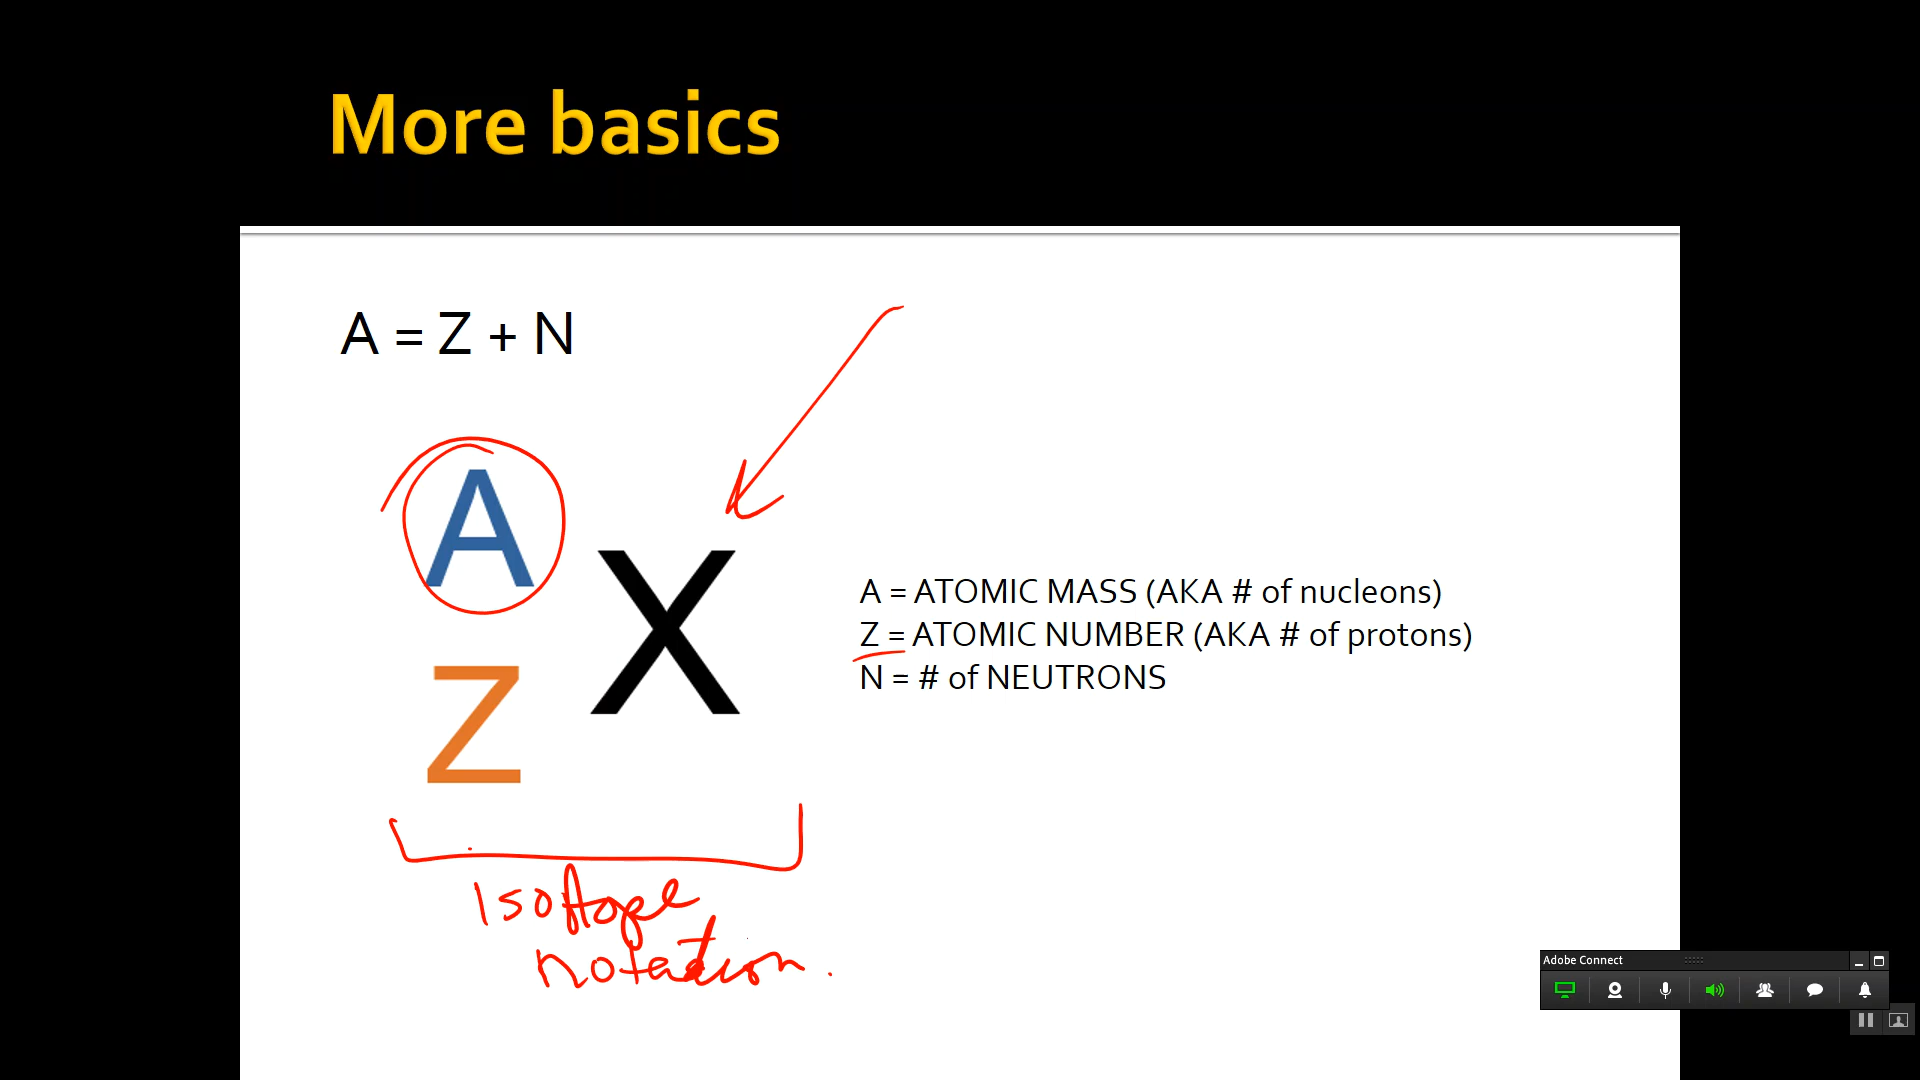 More basics
A = Z + N
A
X
Z
A = ATOMIC MASS (AKA # of nucleons)
Z = ATOMIC NUMBER (AKA # of protons)
N = # of NEUTRONS
Isotope
notation.
Adobe Connect